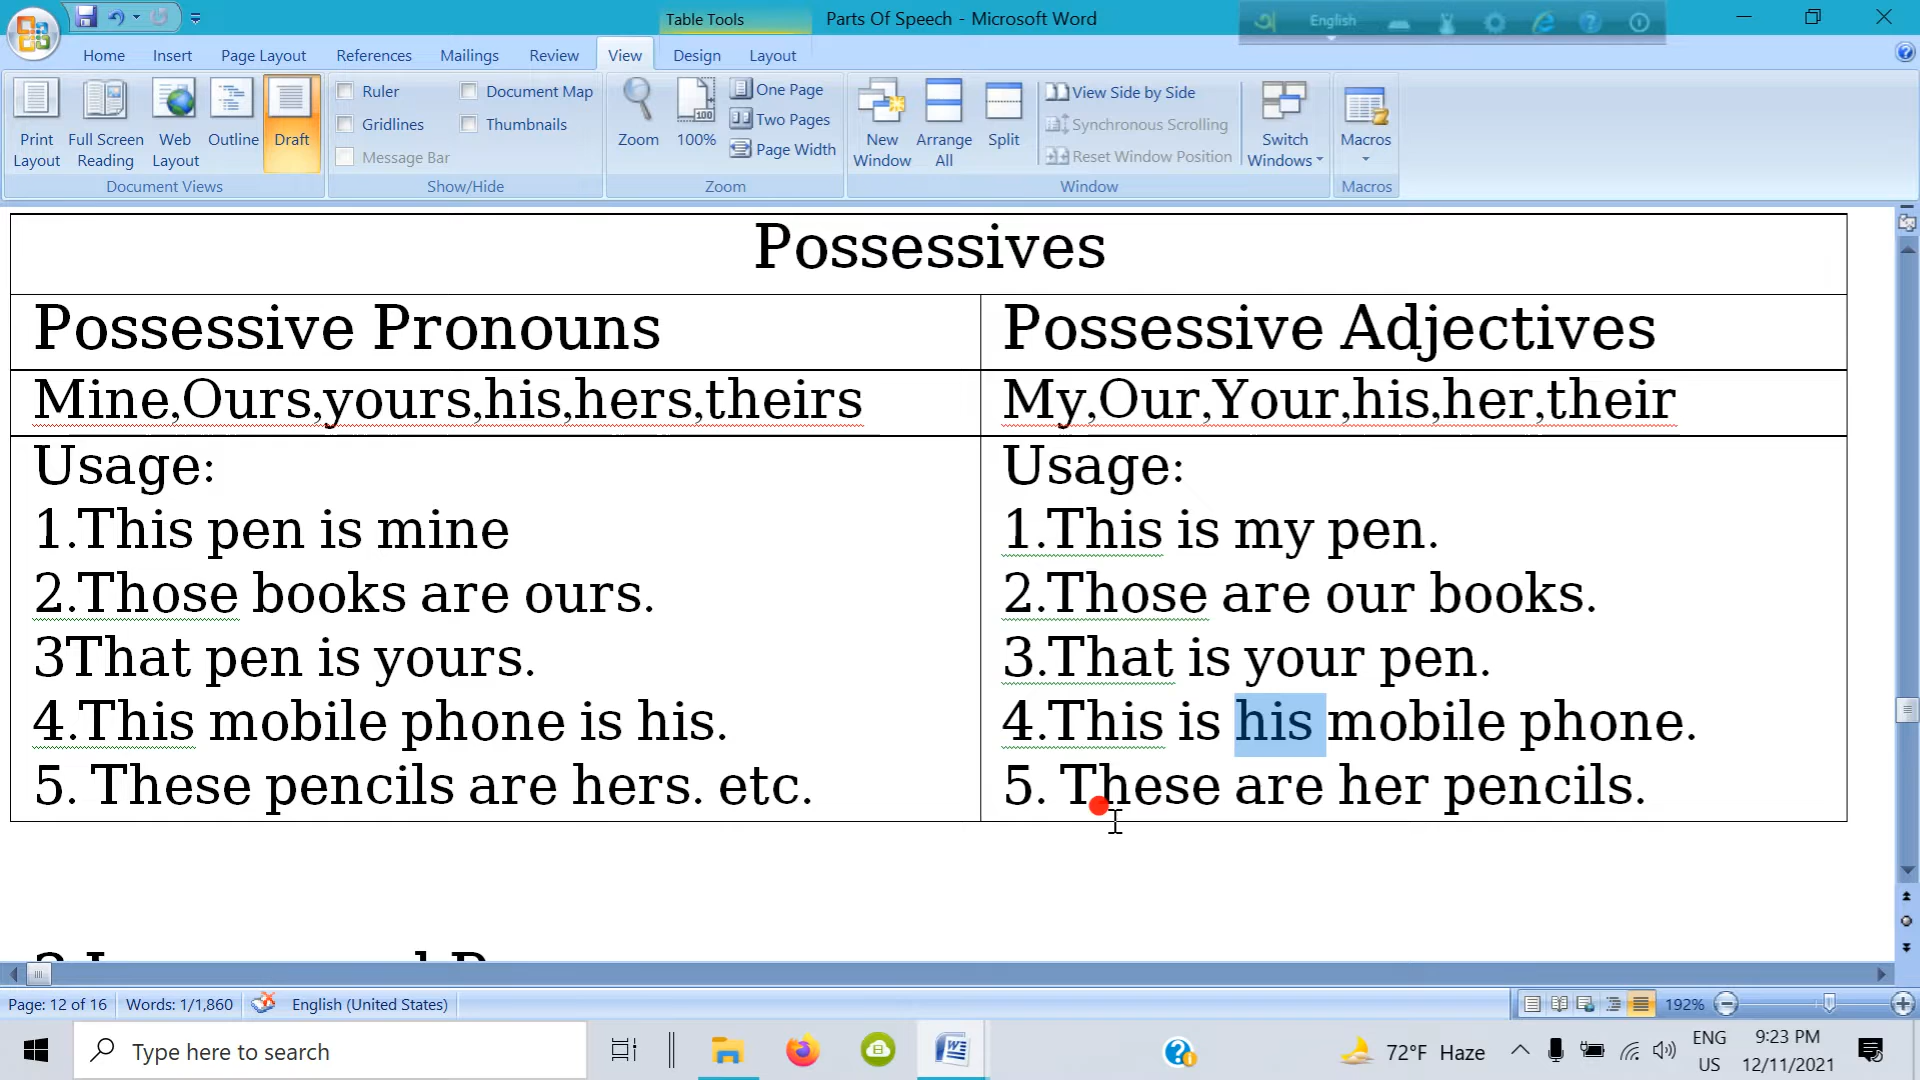 Table Tools
Parts Of Speech - Microsoft Word
English
Home Insert Page Layout References Mailings Review View Design Layout
Print Layout
Full Screen Reading
Web Layout
Outline
Draft
Document Views
Ruler
Gridlines
Message Bar
Document Map
Thumbnails
Show/Hide
Zoom
100%
One Page
Two Pages
Page Width
Zoom
New Window
Arrange All
Split
View Side by Side
Synchronous Scrolling
Reset Window Position
Switch Windows
Window
Macros
Macros
Possessives
Possessive Pronouns
Possessive Adjectives
Mine,Ours,yours,his,hers,theirs
My,Our,Your,his,her,their
Usage:
1.This pen is mine
2.Those books are ours.
3That pen is yours.
4.This mobile phone is his.
5. These pencils are hers. etc.
Usage:
1.This is my pen.
2.Those are our books.
3.That is your pen.
4.This is his mobile phone.
5. These are her pencils.
Page: 12 of 16
Words: 1/1,860
English (United States)
192%
Type here to search
72°F Haze
ENG
US
9:23 PM
12/11/2021